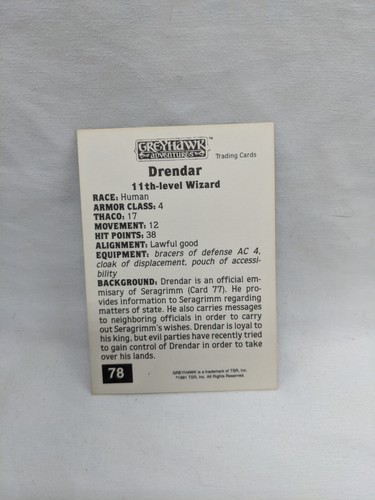 GREYHAWK
ADVENTURES
Trading Cards
Drendar
11th-level Wizard
RACE: Human
ARMOR CLASS: 4
THACO: 17
MOVEMENT: 12
HIT POINTS: 38
ALIGNMENT: Lawful good
EQUIPMENT: bracers of defense AC 4,
cloak of displacement, pouch of accessi-
bility
BACKGROUND: Drendar is an official em-
misary of Seragrimm (Card 77). He pro-
vides information to Seragrimm regarding
matters of state. He also carries messages
to neighboring officials in order to carry
out Seragrimm's wishes. Drendar is loyal to
his king, but evil parties have recently tried
to gain control of Drendar in order to take
over his lands.
78
GREYHAWK is a trademark of TSR, Inc.
©1991 TSR, Inc. All Rights Reserved.